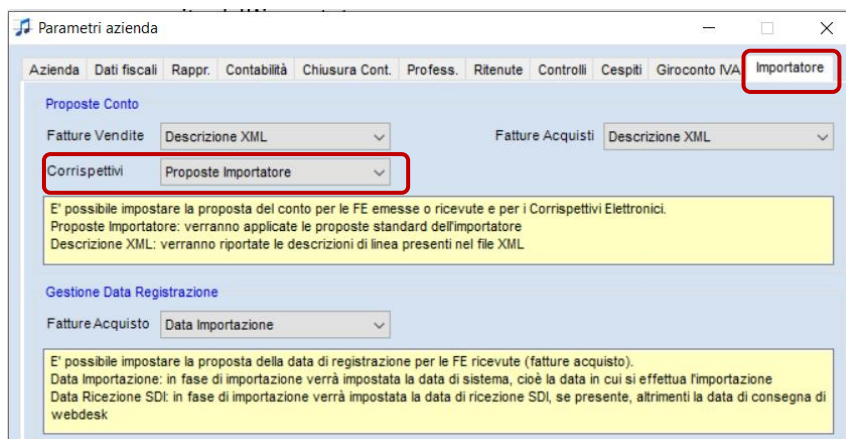 Parametri azienda
Azienda Dati fiscali Rappr. Contabilità Chiusura Cont. Profess. Ritenute Controlli Cespiti Giroconto IVA Importatore
Proposte Conto
Fatture Vendite Descrizione XML Fatture Acquisti Descrizione XML
Corrispettivi Proposte Importatore
E' possibile impostare la proposta del conto per le FE emesse o ricevute e per i Corrispettivi Elettronici.
Proposte Importatore: verranno applicate le proposte standard dell'importatore
Descrizione XML: verranno riportate le descrizioni di linea presenti nel file XML
Gestione Data Registrazione
Fatture Acquisto Data Importazione
E' possibile impostare la proposta della data di registrazione per le FE ricevute (fatture acquisto).
Data Importazione: in fase di importazione verrà impostata la data di sistema, cioè la data in cui si effettua l'importazione
Data Ricezione SDI: in fase di importazione verrà impostata la data di ricezione SDI, se presente, altrimenti la data di consegna di
webdesk